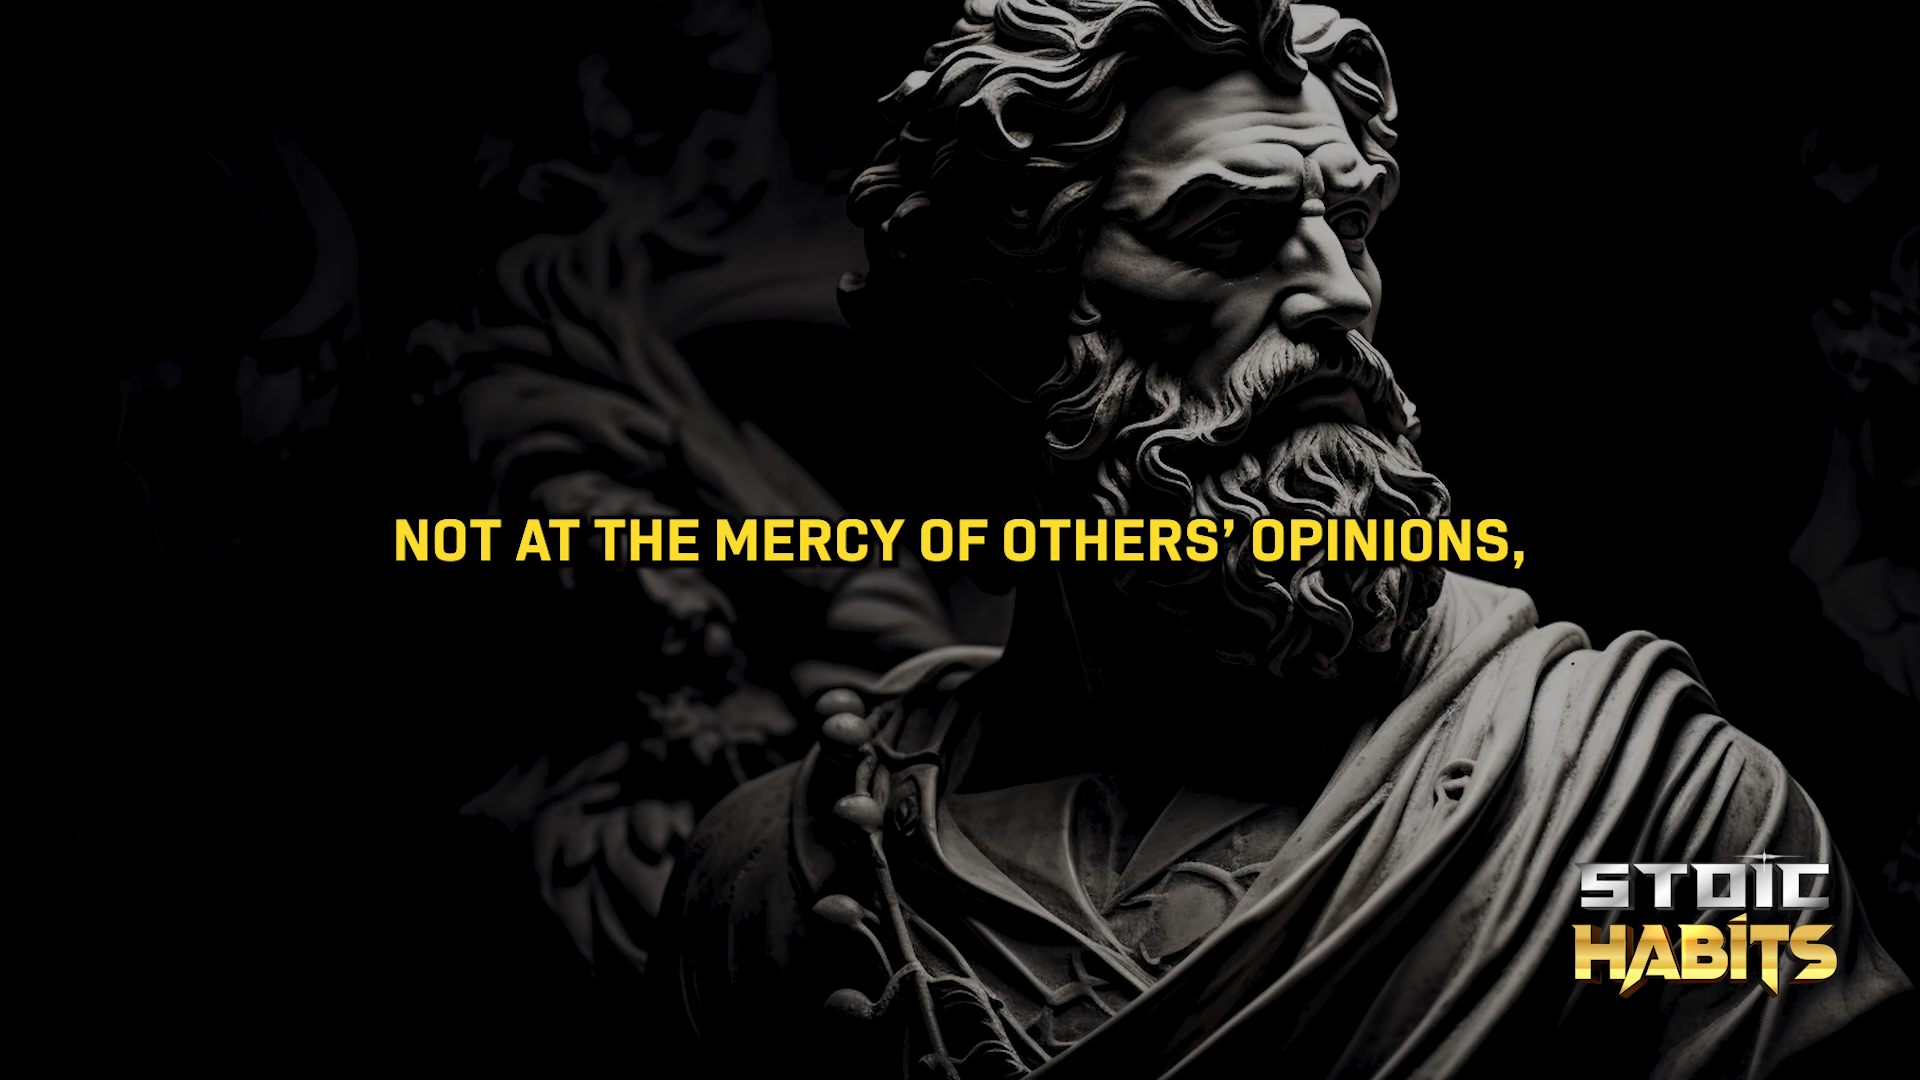 NOT AT THE MERCY OF OTHERS’ OPINIONS,
STOIC
HABITS